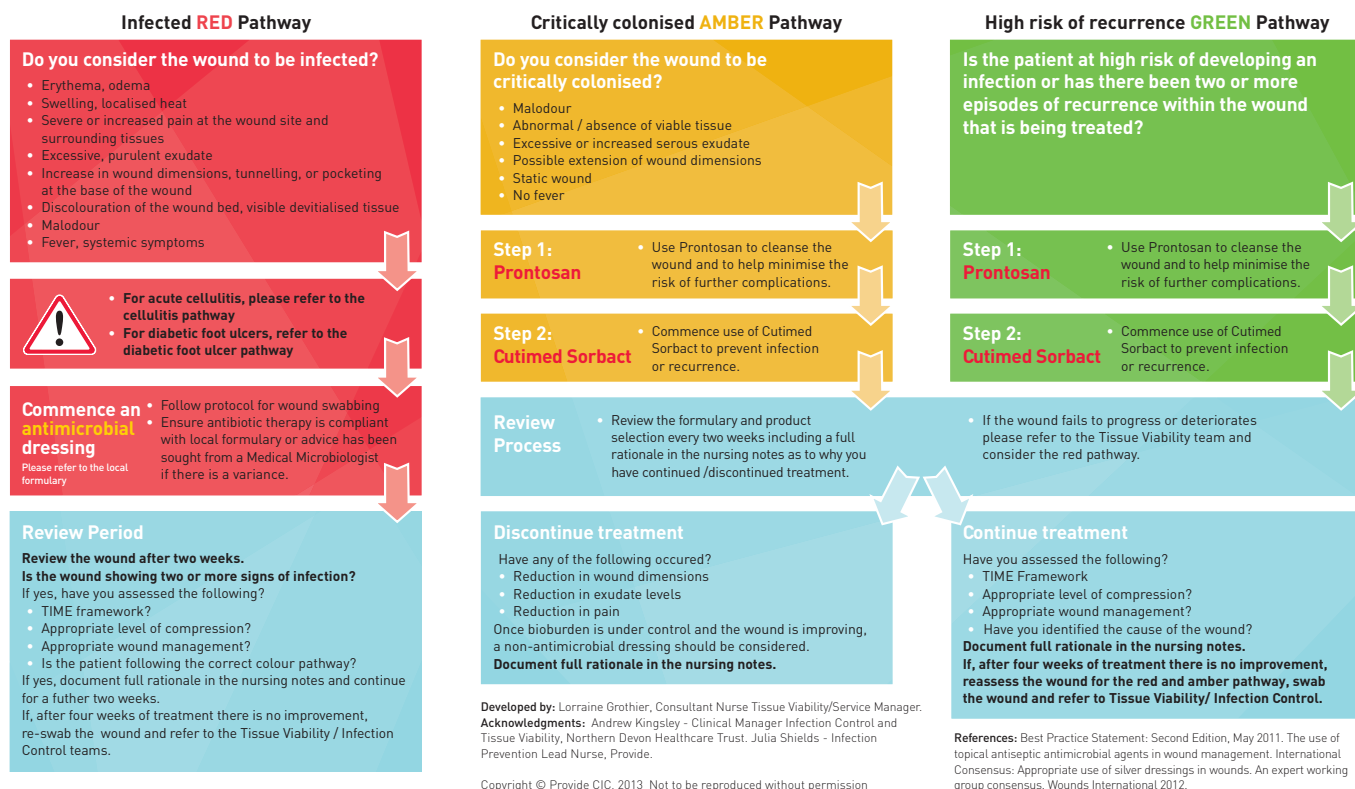 Infected RED Pathway
Do you consider the wound to be infected?
• Erythema, odema
• Swelling, localised heat
• Severe or increased pain at the wound site and
surrounding tissues
• Excessive, purulent exudate
• Increase in wound dimensions, tunnelling, or pocketing
at the base of the wound
• Discolouration of the wound bed, visible devitialised tissue
• Malodour
• Fever, systemic symptoms
• For acute cellulitis, please refer to the
cellulitis pathway
• For diabetic foot ulcers, refer to the
diabetic foot ulcer pathway
Commence an
antimicrobial
dressing
Please refer to the local
formulary
• Follow protocol for wound swabbing
• Ensure antibiotic therapy is compliant
with local formulary or advice has been
sought from a Medical Microbiologist
if there is a variance.
Review Period
Review the wound after two weeks.
Is the wound showing two or more signs of infection?
If yes, have you assessed the following?
• TIME framework?
• Appropriate level of compression?
• Appropriate wound management?
• Is the patient following the correct colour pathway?
If yes, document full rationale in the nursing notes and continue
for a futher two weeks.
If, after four weeks of treatment there is no improvement,
re-swab the wound and refer to the Tissue Viability / Infection
Control teams.
Critically colonised AMBER Pathway
Do you consider the wound to be
critically colonised?
• Malodour
• Abnormal / absence of viable tissue
• Excessive or increased serous exudate
• Possible extension of wound dimensions
• Static wound
• No fever
Step 1:
Prontosan
• Use Prontosan to cleanse the
wound and to help minimise the
risk of further complications.
Step 2:
Cutimed Sorbact
• Commence use of Cutimed
Sorbact to prevent infection
or recurrence.
High risk of recurrence GREEN Pathway
Is the patient at high risk of developing an
infection or has there been two or more
episodes of recurrence within the wound
that is being treated?
Step 1:
Prontosan
• Use Prontosan to cleanse the
wound and to help minimise the
risk of further complications.
Step 2:
Cutimed Sorbact
• Commence use of Cutimed
Sorbact to prevent infection
or recurrence.
Review
Process
• Review the formulary and product
selection every two weeks including a full
rationale in the nursing notes as to why you
have continued /discontinued treatment.
• If the wound fails to progress or deteriorates
please refer to the Tissue Viability team and
consider the red pathway.
Discontinue treatment
Have any of the following occured?
• Reduction in wound dimensions
• Reduction in exudate levels
• Reduction in pain
Once bioburden is under control and the wound is improving,
a non-antimicrobial dressing should be considered.
Document full rationale in the nursing notes.
Continue treatment
Have you assessed the following?
• TIME Framework
• Appropriate level of compression?
• Appropriate wound management?
• Have you identified the cause of the wound?
Document full rationale in the nursing notes.
If, after four weeks of treatment there is no improvement,
reassess the wound for the red and amber pathway, swab
the wound and refer to Tissue Viability/ Infection Control.
Developed by: Lorraine Grothier, Consultant Nurse Tissue Viability/Service Manager.
Acknowledgments: Andrew Kingsley - Clinical Manager Infection Control and
Tissue Viability, Northern Devon Healthcare Trust. Julia Shields - Infection
Prevention Lead Nurse, Provide.
Copyright © Provide CIC. 2013 Not to be reproduced without permission
References: Best Practice Statement: Second Edition, May 2011. The use of
topical antiseptic antimicrobial agents in wound management. International
Consensus: Appropriate use of silver dressings in wounds. An expert working
group consensus. Wounds International 2012.